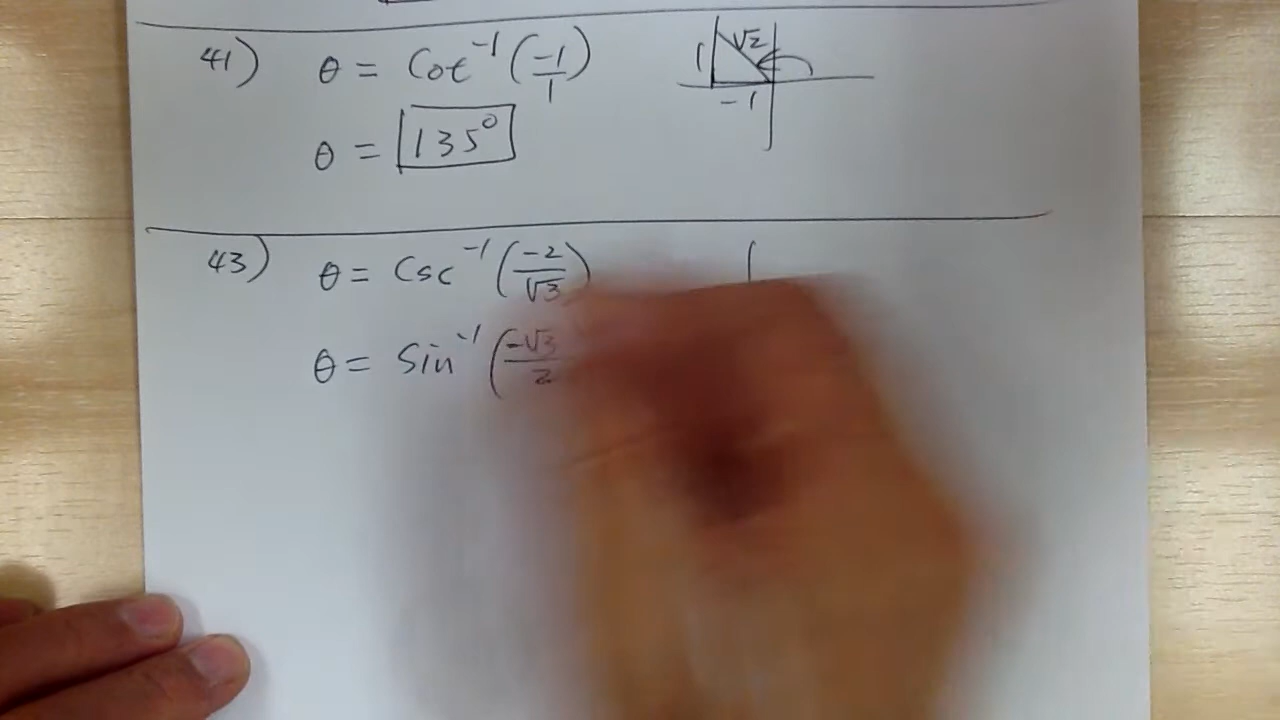 41) θ = Cot⁻¹(-1/1)
1 √2
-1
θ = 135°
43) θ = Csc⁻¹(-2/√3)
θ = Sin⁻¹(-√3/2